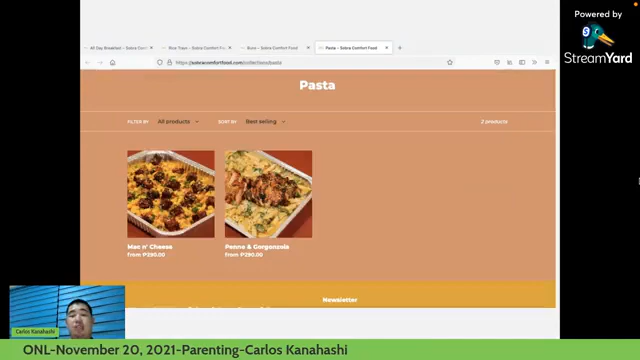 Powered by
StreamYard
All Day Breakfast – Sobra Comf
Rice Trays – Sobra Comfort Foo
Buns – Sobra Comfort Food
Pasta – Sobra Comfort Food
https://sobracomfortfood.com/collections/pasta
Pasta
FILTER BY All products SORT BY Best selling 2 products
Mac n' Cheese
from ₱290.00
Penne & Gorgonzola
from ₱290.00
Newsletter
Carlos Kanahashi
ONL-November 20, 2021-Parenting-Carlos Kanahashi